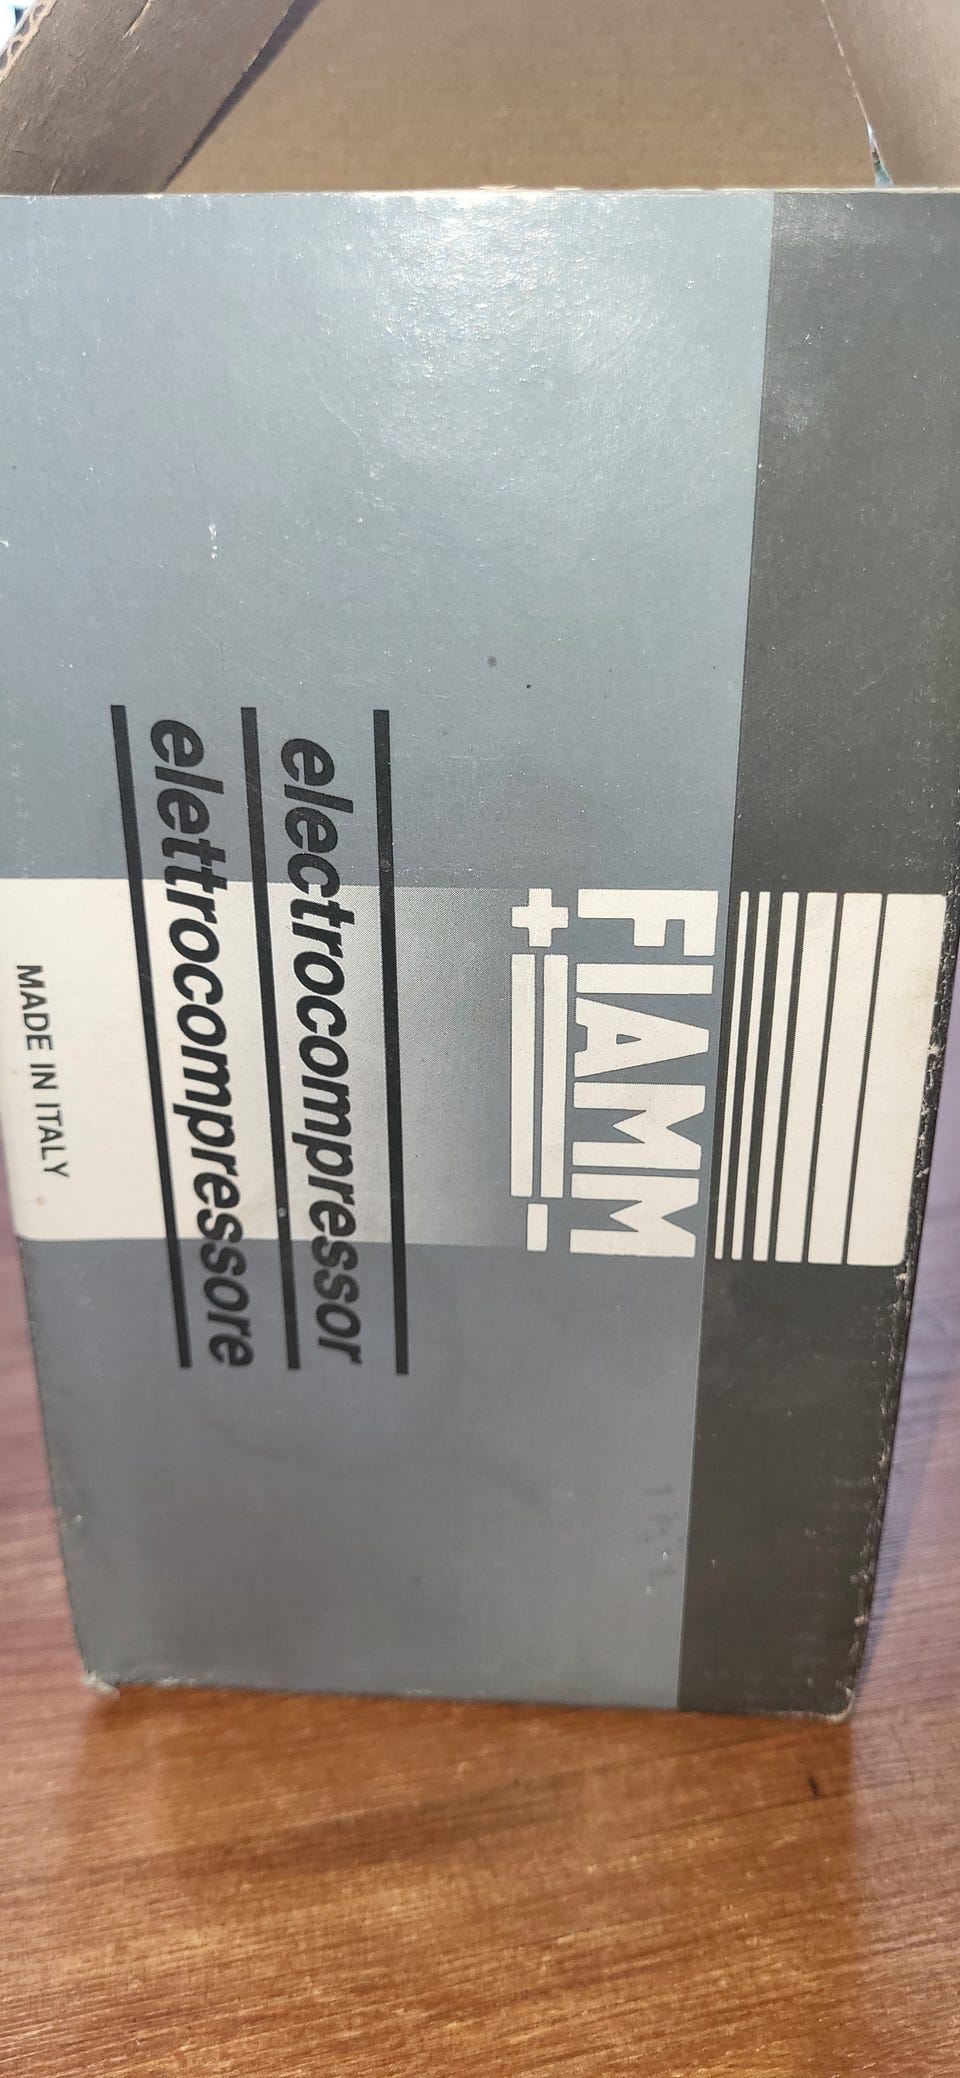 FIAMM
electrocompressor
elettrocompressore
MADE IN ITALY